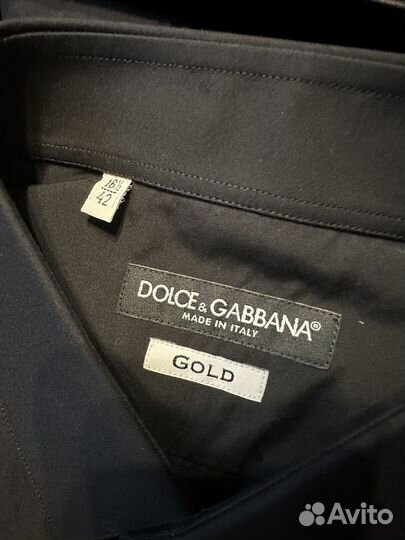 16½
42
DOLCE & GABBANA®
MADE IN ITALY
GOLD
Avito